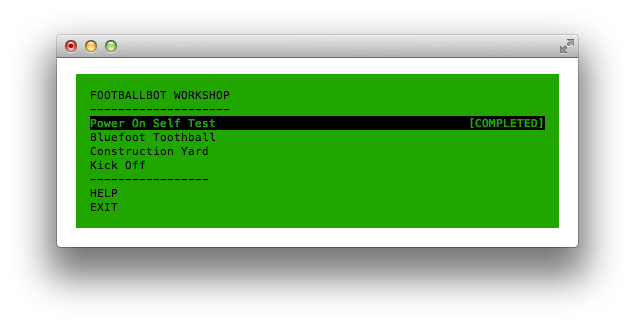 FOOTBALLBOT WORKSHOP
--------------------
Power On Self Test [COMPLETED]
Bluefoot Toothball
Construction Yard
Kick Off
-----------------
HELP
EXIT